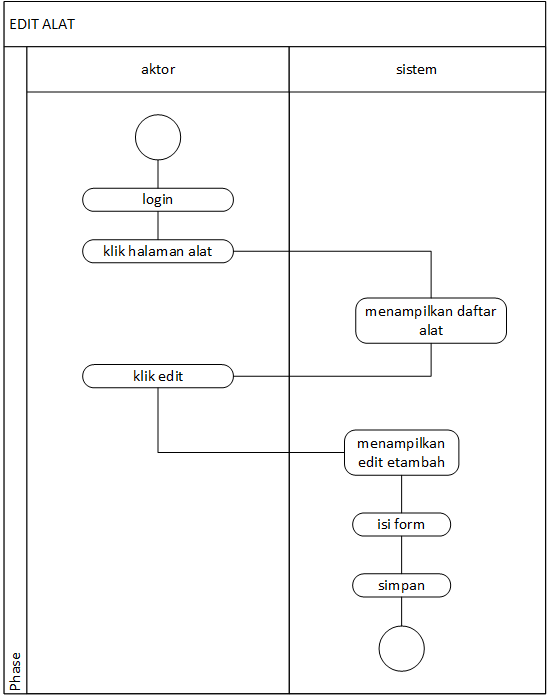 EDIT ALAT
aktor
sistem
login
klik halaman alat
menampilkan daftar
alat
klik edit
menampilkan
edit etambah
isi form
simpan
Phase